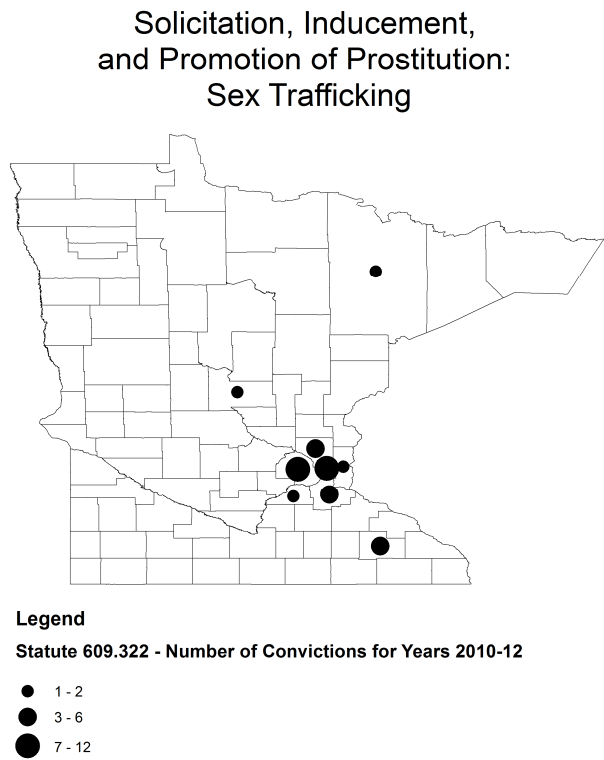 Solicitation, Inducement,
and Promotion of Prostitution:
Sex Trafficking
Legend
Statute 609.322 - Number of Convictions for Years 2010-12
1 - 2
3 - 6
7 - 12